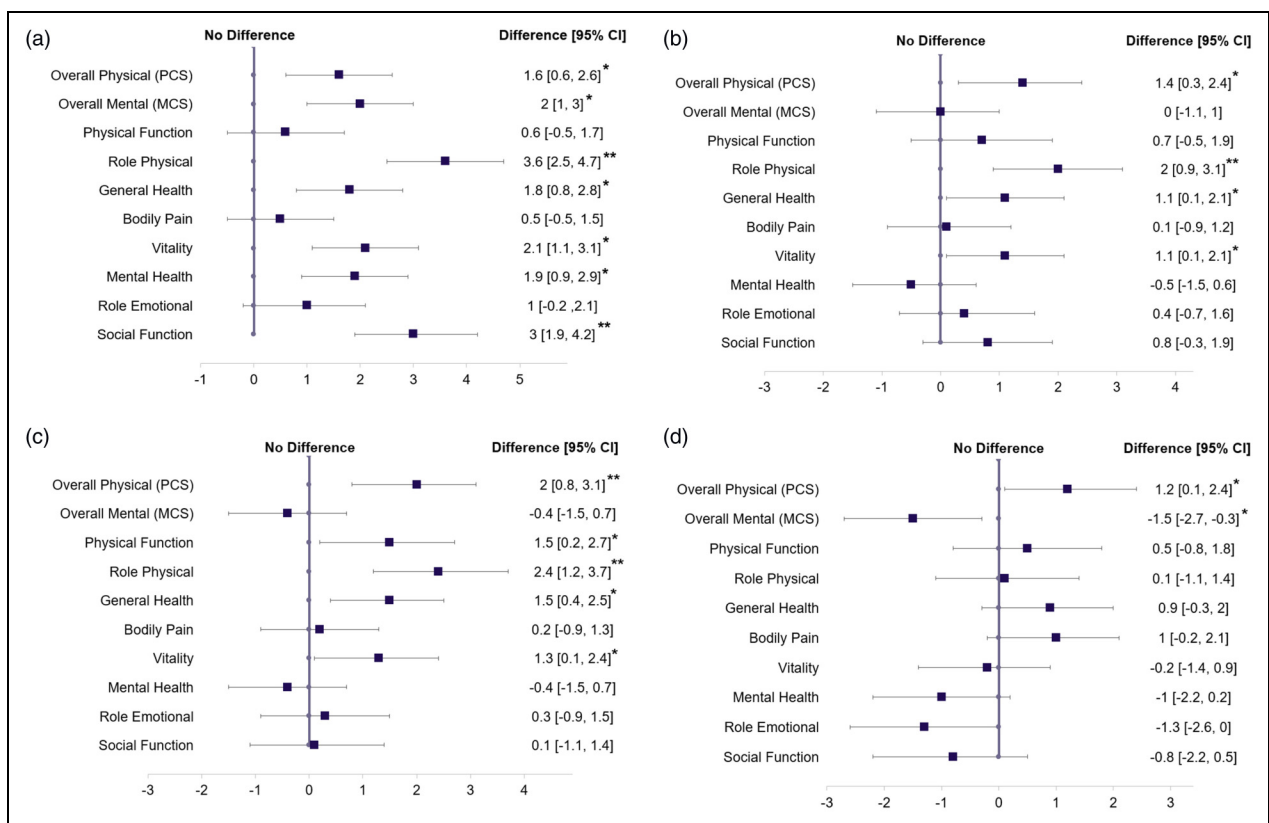 (a)
No Difference Difference [95% CI]
Overall Physical (PCS) 1.6 [0.6, 2.6]*
Overall Mental (MCS) 2 [1, 3]*
Physical Function 0.6 [-0.5, 1.7]
Role Physical 3.6 [2.5, 4.7]**
General Health 1.8 [0.8, 2.8]*
Bodily Pain 0.5 [-0.5, 1.5]
Vitality 2.1 [1.1, 3.1]*
Mental Health 1.9 [0.9, 2.9]*
Role Emotional 1 [-0.2 ,2.1]
Social Function 3 [1.9, 4.2]**
-1 0 1 2 3 4 5
(b)
No Difference Difference [95% CI]
Overall Physical (PCS) 1.4 [0.3, 2.4]*
Overall Mental (MCS) 0 [-1.1, 1]
Physical Function 0.7 [-0.5, 1.9]
Role Physical 2 [0.9, 3.1]**
General Health 1.1 [0.1, 2.1]*
Bodily Pain 0.1 [-0.9, 1.2]
Vitality 1.1 [0.1, 2.1]*
Mental Health -0.5 [-1.5, 0.6]
Role Emotional 0.4 [-0.7, 1.6]
Social Function 0.8 [-0.3, 1.9]
-3 -2 -1 0 1 2 3 4
(c)
No Difference Difference [95% CI]
Overall Physical (PCS) 2 [0.8, 3.1]**
Overall Mental (MCS) -0.4 [-1.5, 0.7]
Physical Function 1.5 [0.2, 2.7]*
Role Physical 2.4 [1.2, 3.7]**
General Health 1.5 [0.4, 2.5]*
Bodily Pain 0.2 [-0.9, 1.3]
Vitality 1.3 [0.1, 2.4]*
Mental Health -0.4 [-1.5, 0.7]
Role Emotional 0.3 [-0.9, 1.5]
Social Function 0.1 [-1.1, 1.4]
-3 -2 -1 0 1 2 3 4
(d)
No Difference Difference [95% CI]
Overall Physical (PCS) 1.2 [0.1, 2.4]*
Overall Mental (MCS) -1.5 [-2.7, -0.3]*
Physical Function 0.5 [-0.8, 1.8]
Role Physical 0.1 [-1.1, 1.4]
General Health 0.9 [-0.3, 2]
Bodily Pain 1 [-0.2, 2.1]
Vitality -0.2 [-1.4, 0.9]
Mental Health -1 [-2.2, 0.2]
Role Emotional -1.3 [-2.6, 0]
Social Function -0.8 [-2.2, 0.5]
-3 -2 -1 0 1 2 3